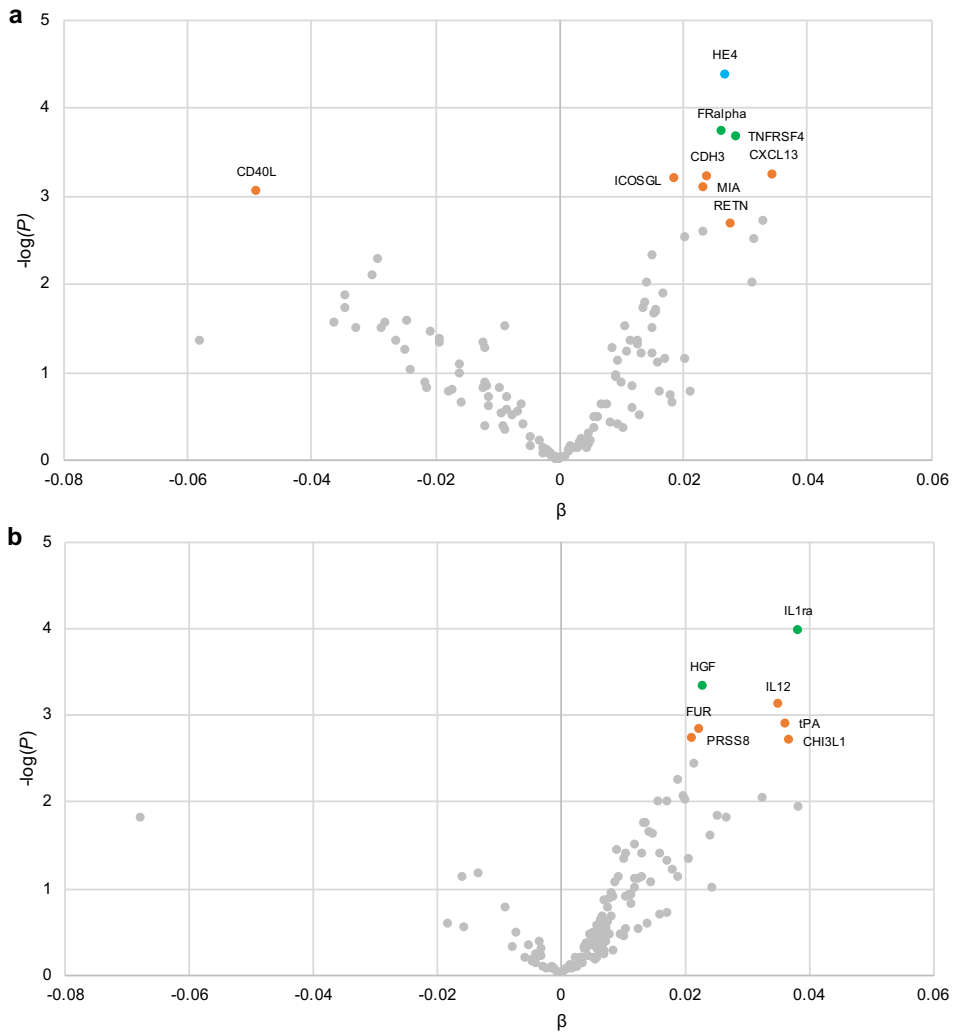 a
5
4
3
2
1
0
-log(P)
HE4
FRalpha
TNFRSF4
CXCL13
CDH3
ICOSGL
MIA
RETN
CD40L
-0.08 -0.06 -0.04 -0.02 0 0.02 0.04 0.06
β
b
5
4
3
2
1
0
-log(P)
IL1ra
HGF
IL12
FUR
tPA
PRSS8
CHI3L1
-0.08 -0.06 -0.04 -0.02 0 0.02 0.04 0.06
β